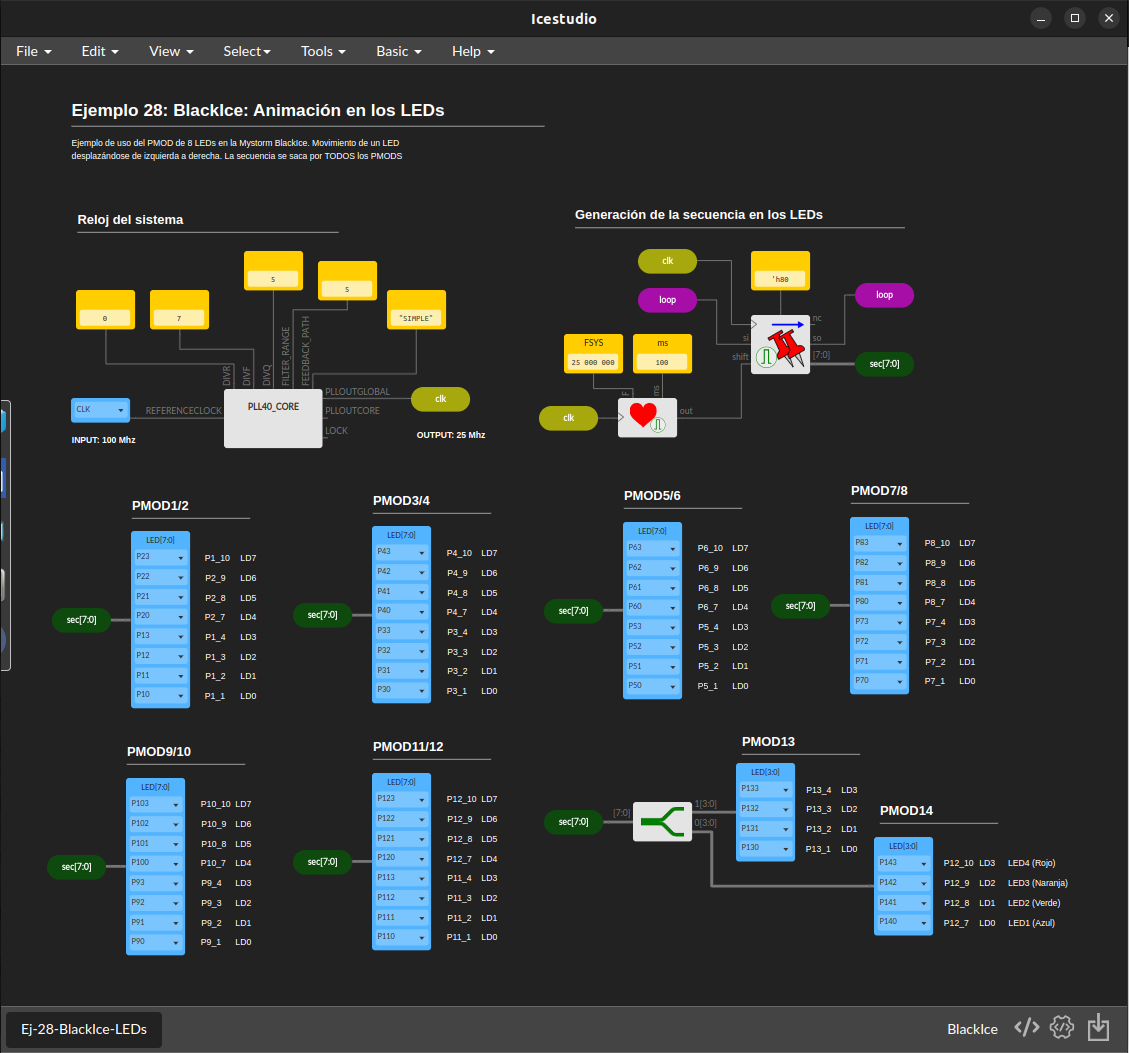 Icestudio
File Edit View Select Tools Basic Help
Ejemplo 28: BlackIce: Animación en los LEDs
Ejemplo de uso del PMOD de 8 LEDs en la Mystorm BlackIce. Movimiento de un LED
desplazándose de izquierda a derecha. La secuencia se saca por TODOS los PMODS
Reloj del sistema
0
7
5
5
"SIMPLE"
DIVR
DIVF
DIVQ
FILTER_RANGE
FEEDBACK_PATH
CLK
REFERENCECLOCK
PLL40_CORE
PLLOUTGLOBAL
PLLOUTCORE
LOCK
clk
INPUT: 100 Mhz
OUTPUT: 25 Mhz
Generación de la secuencia en los LEDs
clk
loop
'h80
loop
nc
si
so
shift
[7:0]
sec[7:0]
FSYS
25 000 000
ms
100
F
ms
clk
out
PMOD1/2
LED[7:0]
sec[7:0]
P23 P1_10 LD7
P22 P2_9 LD6
P21 P2_8 LD5
P20 P2_7 LD4
P13 P1_4 LD3
P12 P1_3 LD2
P11 P1_2 LD1
P10 P1_1 LD0
PMOD3/4
LED[7:0]
sec[7:0]
P43 P4_10 LD7
P42 P4_9 LD6
P41 P4_8 LD5
P40 P4_7 LD4
P33 P3_4 LD3
P32 P3_3 LD2
P31 P3_2 LD1
P30 P3_1 LD0
PMOD5/6
LED[7:0]
sec[7:0]
P63 P6_10 LD7
P62 P6_9 LD6
P61 P6_8 LD5
P60 P6_7 LD4
P53 P5_4 LD3
P52 P5_3 LD2
P51 P5_2 LD1
P50 P5_1 LD0
PMOD7/8
LED[7:0]
sec[7:0]
P83 P8_10 LD7
P82 P8_9 LD6
P81 P8_8 LD5
P80 P8_7 LD4
P73 P7_4 LD3
P72 P7_3 LD2
P71 P7_2 LD1
P70 P7_1 LD0
PMOD9/10
LED[7:0]
sec[7:0]
P103 P10_10 LD7
P102 P10_9 LD6
P101 P10_8 LD5
P100 P10_7 LD4
P93 P9_4 LD3
P92 P9_3 LD2
P91 P9_2 LD1
P90 P9_1 LD0
PMOD11/12
LED[7:0]
sec[7:0]
P123 P12_10 LD7
P122 P12_9 LD6
P121 P12_8 LD5
P120 P12_7 LD4
P113 P11_4 LD3
P112 P11_3 LD2
P111 P11_2 LD1
P110 P11_1 LD0
sec[7:0]
[7:0]
1[3:0]
0[3:0]
PMOD13
LED[3:0]
P133 P13_4 LD3
P132 P13_3 LD2
P131 P13_2 LD1
P130 P13_1 LD0
PMOD14
LED[3:0]
P143 P12_10 LD3 LED4 (Rojo)
P142 P12_9 LD2 LED3 (Naranja)
P141 P12_8 LD1 LED2 (Verde)
P140 P12_7 LD0 LED1 (Azul)
Ej-28-BlackIce-LEDs
BlackIce